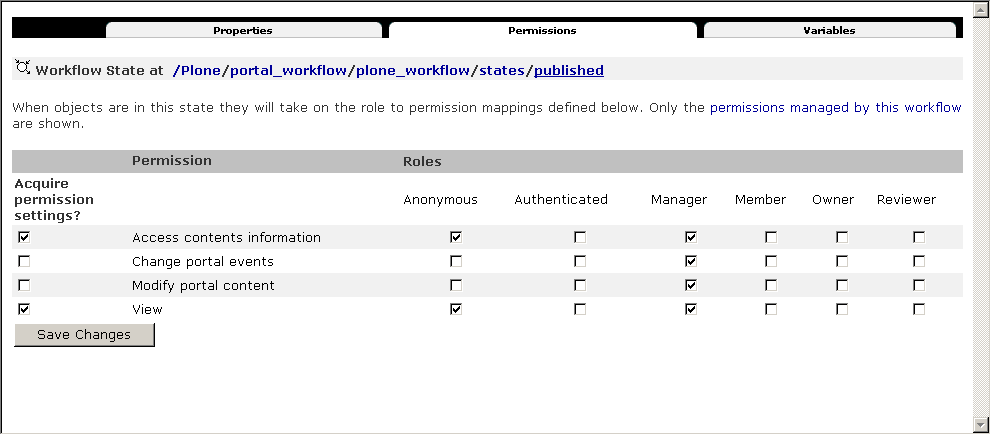 Properties Permissions Variables
Workflow State at /Plone/portal_workflow/plone_workflow/states/published
When objects are in this state they will take on the role to permission mappings defined below. Only the permissions managed by this workflow
are shown.
Permission Roles
Acquire
permission
settings?
Anonymous Authenticated Manager Member Owner Reviewer
Access contents information
Change portal events
Modify portal content
View
Save Changes